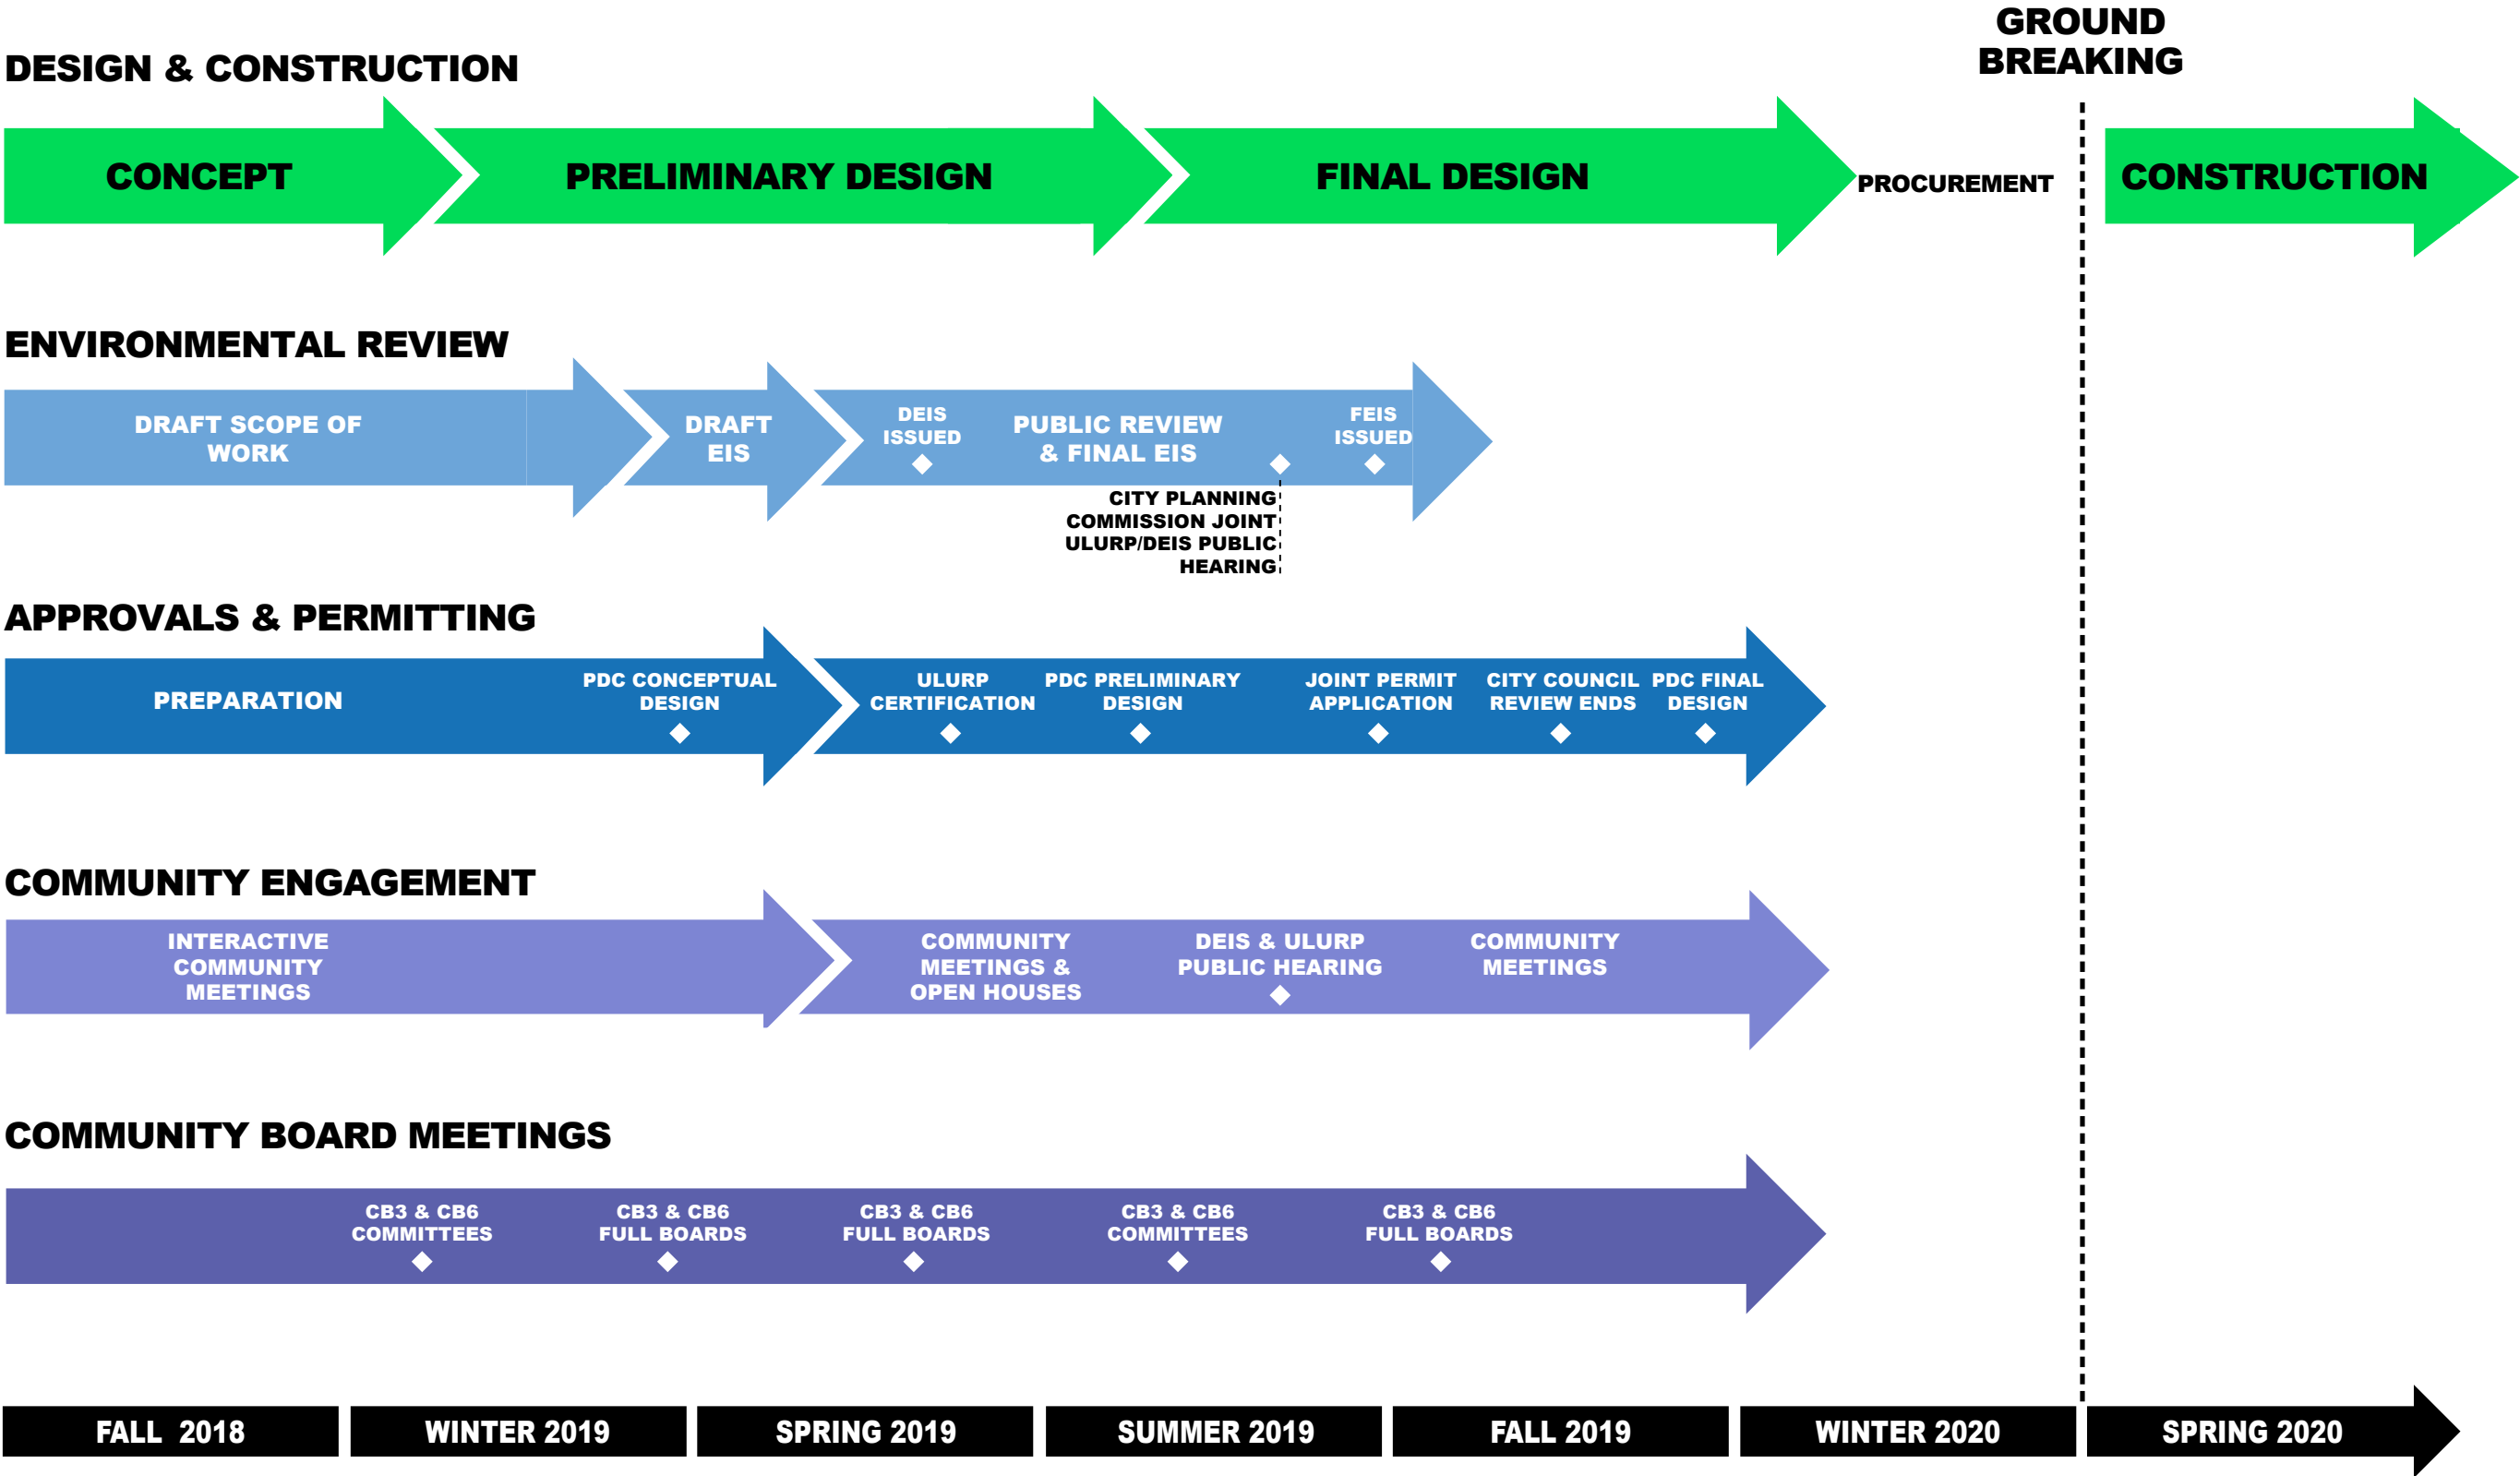 GROUND
BREAKING
DESIGN & CONSTRUCTION
CONCEPT
PRELIMINARY DESIGN
FINAL DESIGN
PROCUREMENT
CONSTRUCTION
ENVIRONMENTAL REVIEW
DRAFT SCOPE OF
WORK
DRAFT
EIS
DEIS
ISSUED
PUBLIC REVIEW
& FINAL EIS
FEIS
ISSUED
CITY PLANNING
COMMISSION JOINT
ULURP/DEIS PUBLIC
HEARING
APPROVALS & PERMITTING
PREPARATION
PDC CONCEPTUAL
DESIGN
ULURP
CERTIFICATION
PDC PRELIMINARY
DESIGN
JOINT PERMIT
APPLICATION
CITY COUNCIL
REVIEW ENDS
PDC FINAL
DESIGN
COMMUNITY ENGAGEMENT
INTERACTIVE
COMMUNITY
MEETINGS
COMMUNITY
MEETINGS &
OPEN HOUSES
DEIS & ULURP
PUBLIC HEARING
COMMUNITY
MEETINGS
COMMUNITY BOARD MEETINGS
CB3 & CB6
COMMITTEES
CB3 & CB6
FULL BOARDS
CB3 & CB6
FULL BOARDS
CB3 & CB6
COMMITTEES
CB3 & CB6
FULL BOARDS
FALL 2018
WINTER 2019
SPRING 2019
SUMMER 2019
FALL 2019
WINTER 2020
SPRING 2020